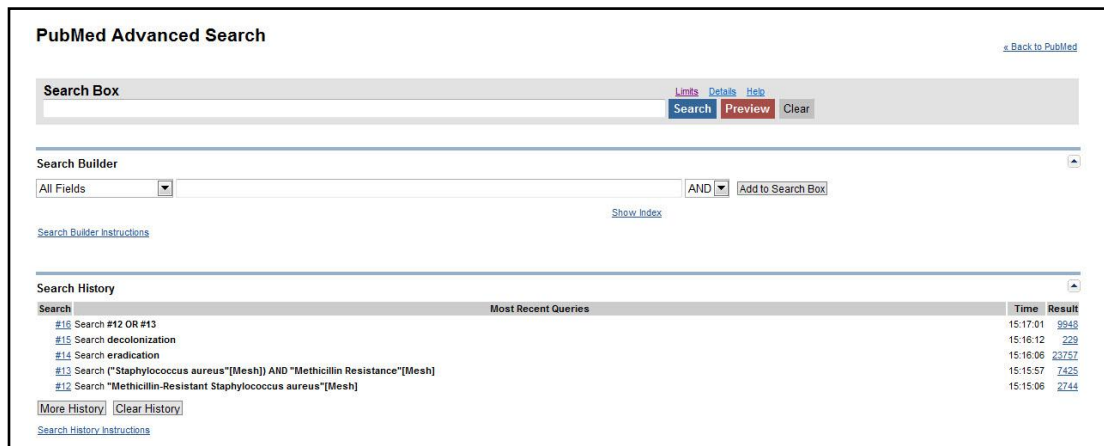 PubMed Advanced Search
« Back to PubMed
Search Box
Limits Details Help
Search Preview Clear
Search Builder
All Fields AND Add to Search Box
Show Index
Search Builder Instructions
Search History
Search Most Recent Queries Time Result
#16 Search #12 OR #13 15:17:01 9948
#15 Search decolonization 15:16:12 229
#14 Search eradication 15:16:06 23757
#13 Search ("Staphylococcus aureus"[Mesh]) AND "Methicillin Resistance"[Mesh] 15:15:57 7425
#12 Search "Methicillin-Resistant Staphylococcus aureus"[Mesh] 15:15:06 2744
More History Clear History
Search History Instructions